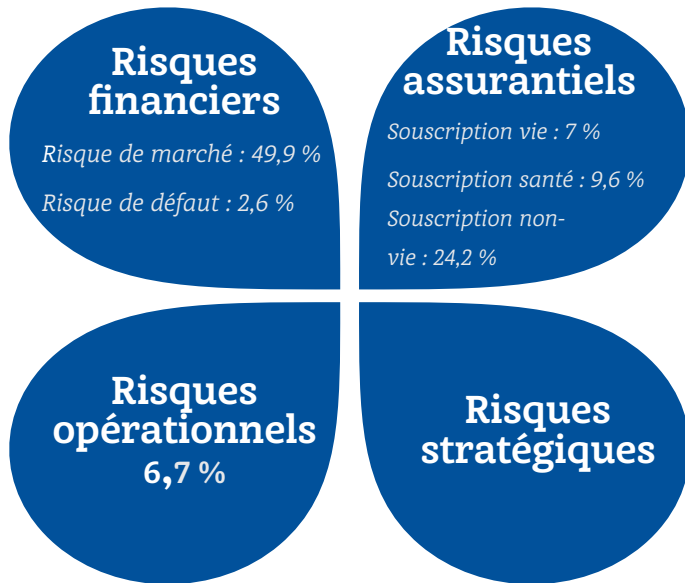 Risques
financiers
Risque de marché : 49,9 %
Risque de défaut : 2,6 %
Risques
assurantiels
Souscription vie : 7 %
Souscription santé : 9,6 %
Souscription non-
vie : 24,2 %
Risques
opérationnels
6,7 %
Risques
stratégiques